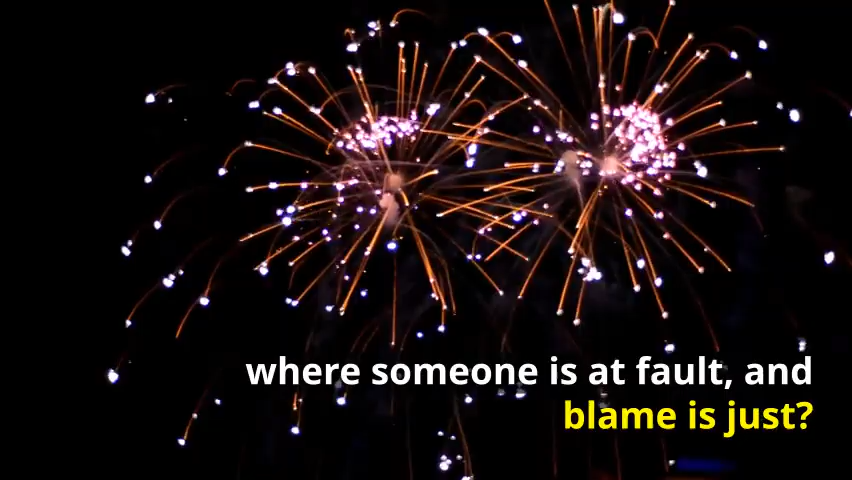 where someone is at fault, and
blame is just?